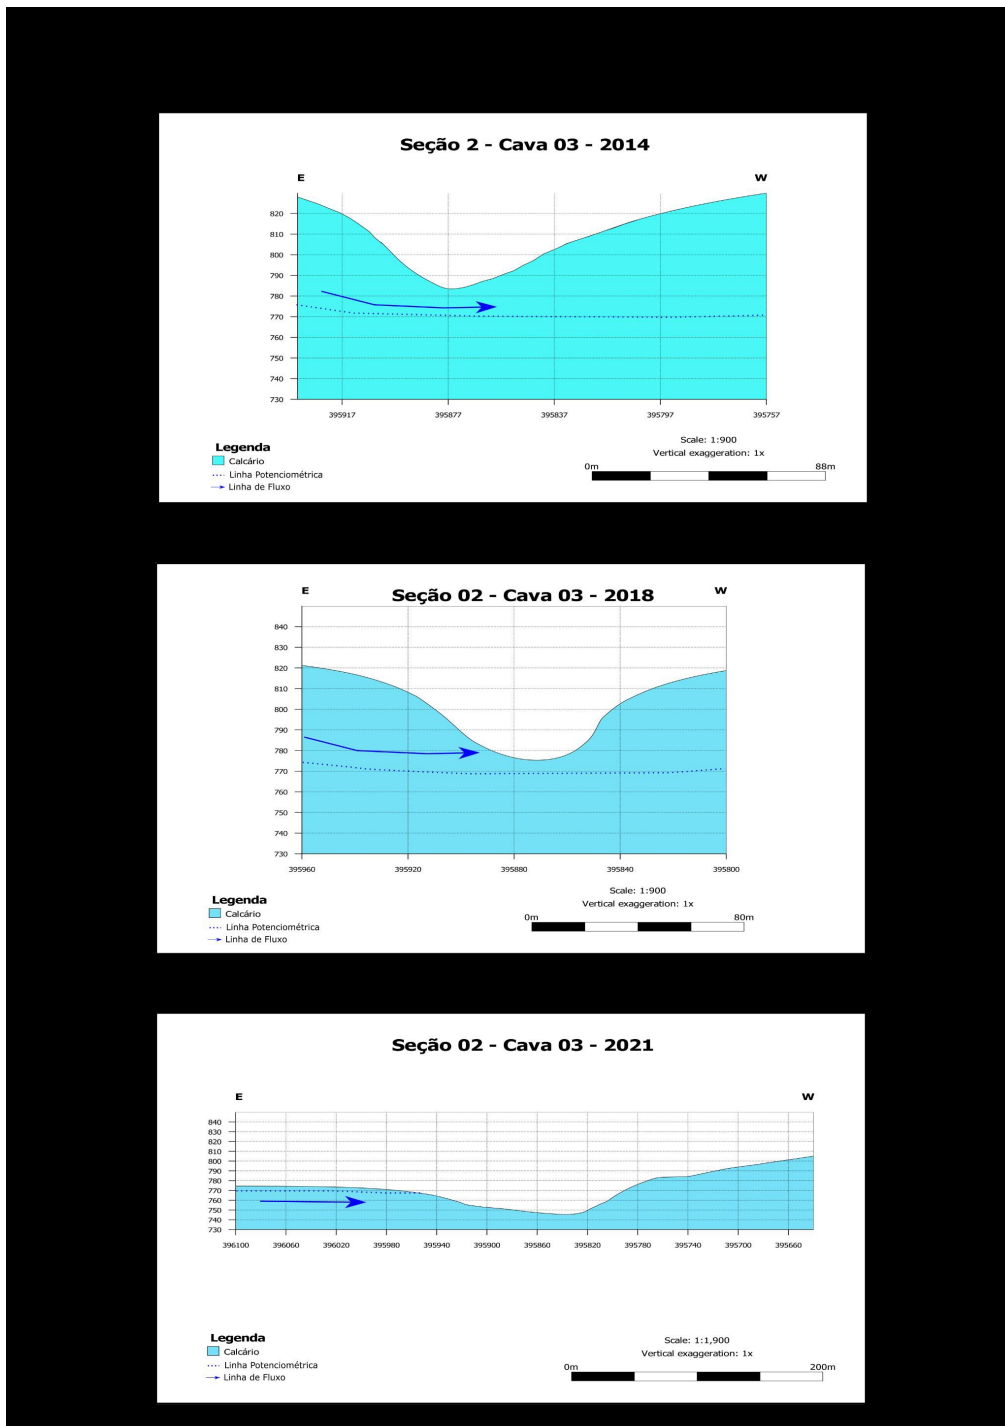 Seção 2 - Cava 03 - 2014
E W
820
810
800
790
780
770
760
750
740
730
395917 395877 395837 395797 395757
Scale: 1:900
Vertical exaggeration: 1x
0m 88m
Legenda
Calcário
Linha Potenciométrica
Linha de Fluxo
Seção 02 - Cava 03 - 2018
E W
840
830
820
810
800
790
780
770
760
750
740
730
395960 395920 395880 395840 395800
Scale: 1:900
Vertical exaggeration: 1x
0m 80m
Legenda
Calcário
Linha Potenciométrica
Linha de Fluxo
Seção 02 - Cava 03 - 2021
E W
840
830
820
810
800
790
780
770
760
750
740
730
396100 396060 396020 395980 395940 395900 395860 395820 395780 395740 395700 395660
Scale: 1:1,900
Vertical exaggeration: 1x
0m 200m
Legenda
Calcário
Linha Potenciométrica
Linha de Fluxo